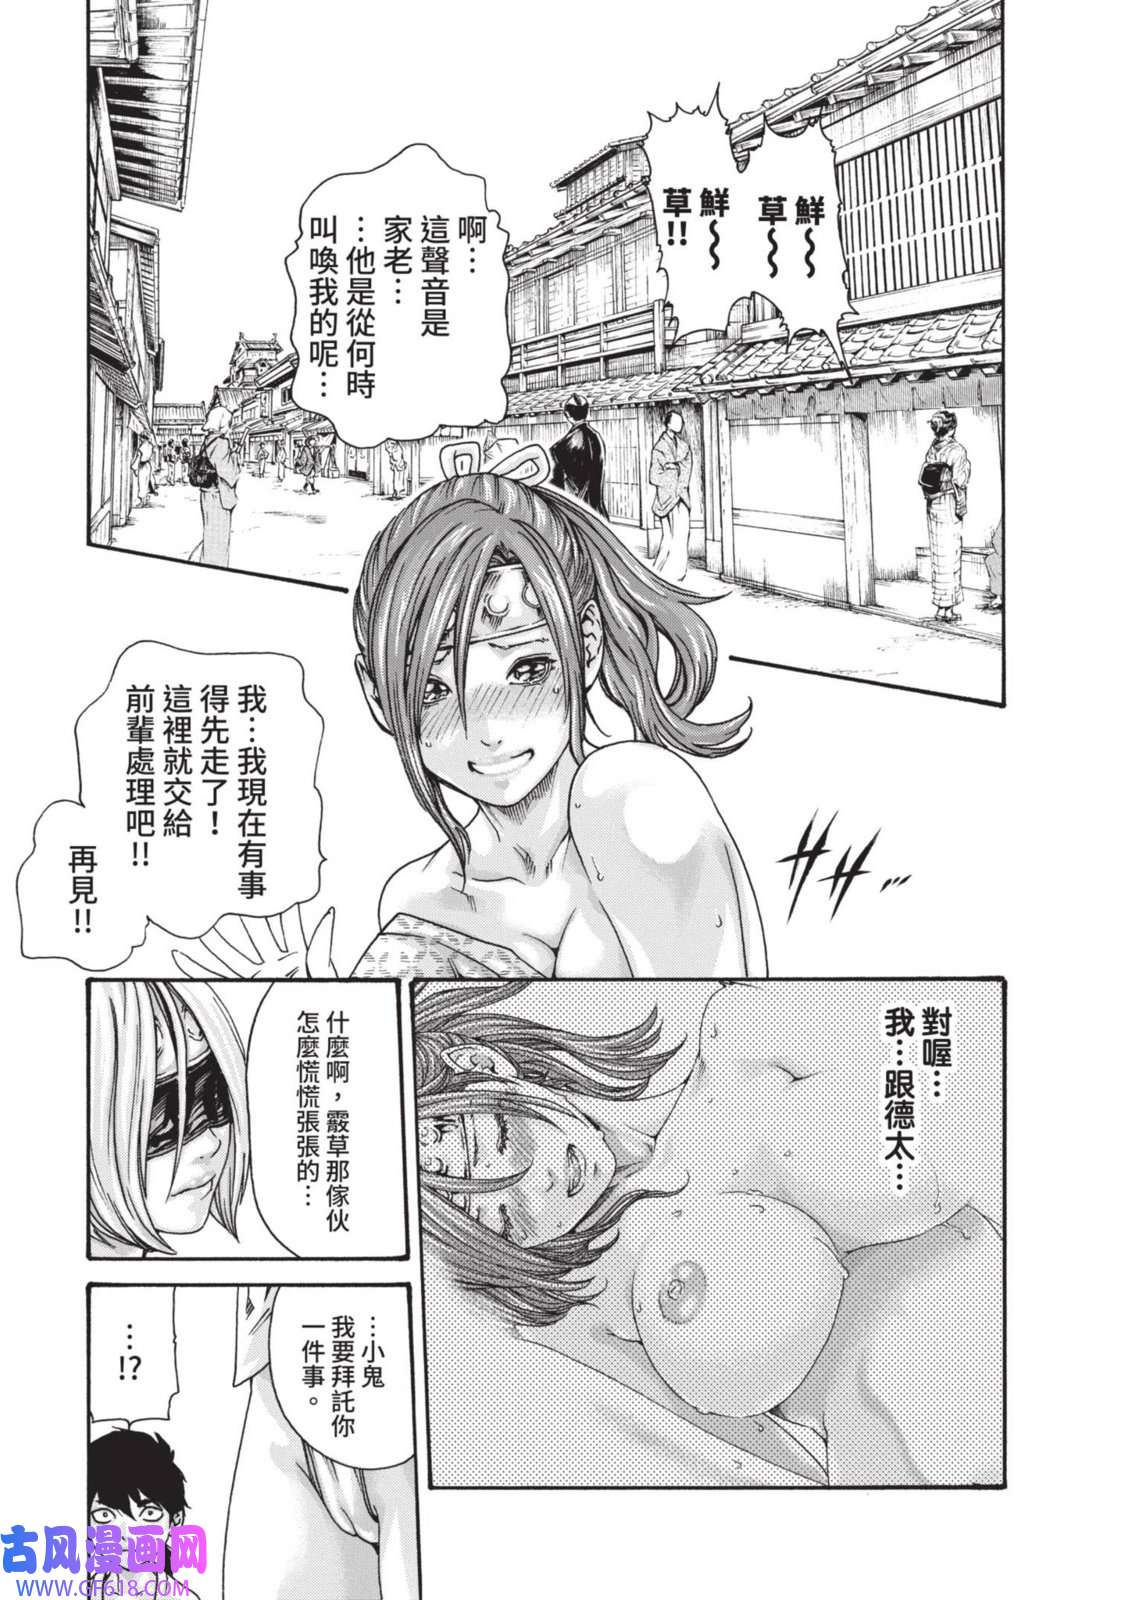 鮮～
草～
鮮～
草!!
啊…
這聲音是
家老…
…他是從何時
叫喚我的呢…
我…我現在有事
得先走了！
這裡就交給
前輩處理吧!!
再見!!
サササ…
對喔…
我…跟德太…
什麼啊，霰草那傢伙
怎麼慌慌張張的…
…小鬼
我要拜託你
一件事。
…!?
古风漫画网
WWW.GF618.COM